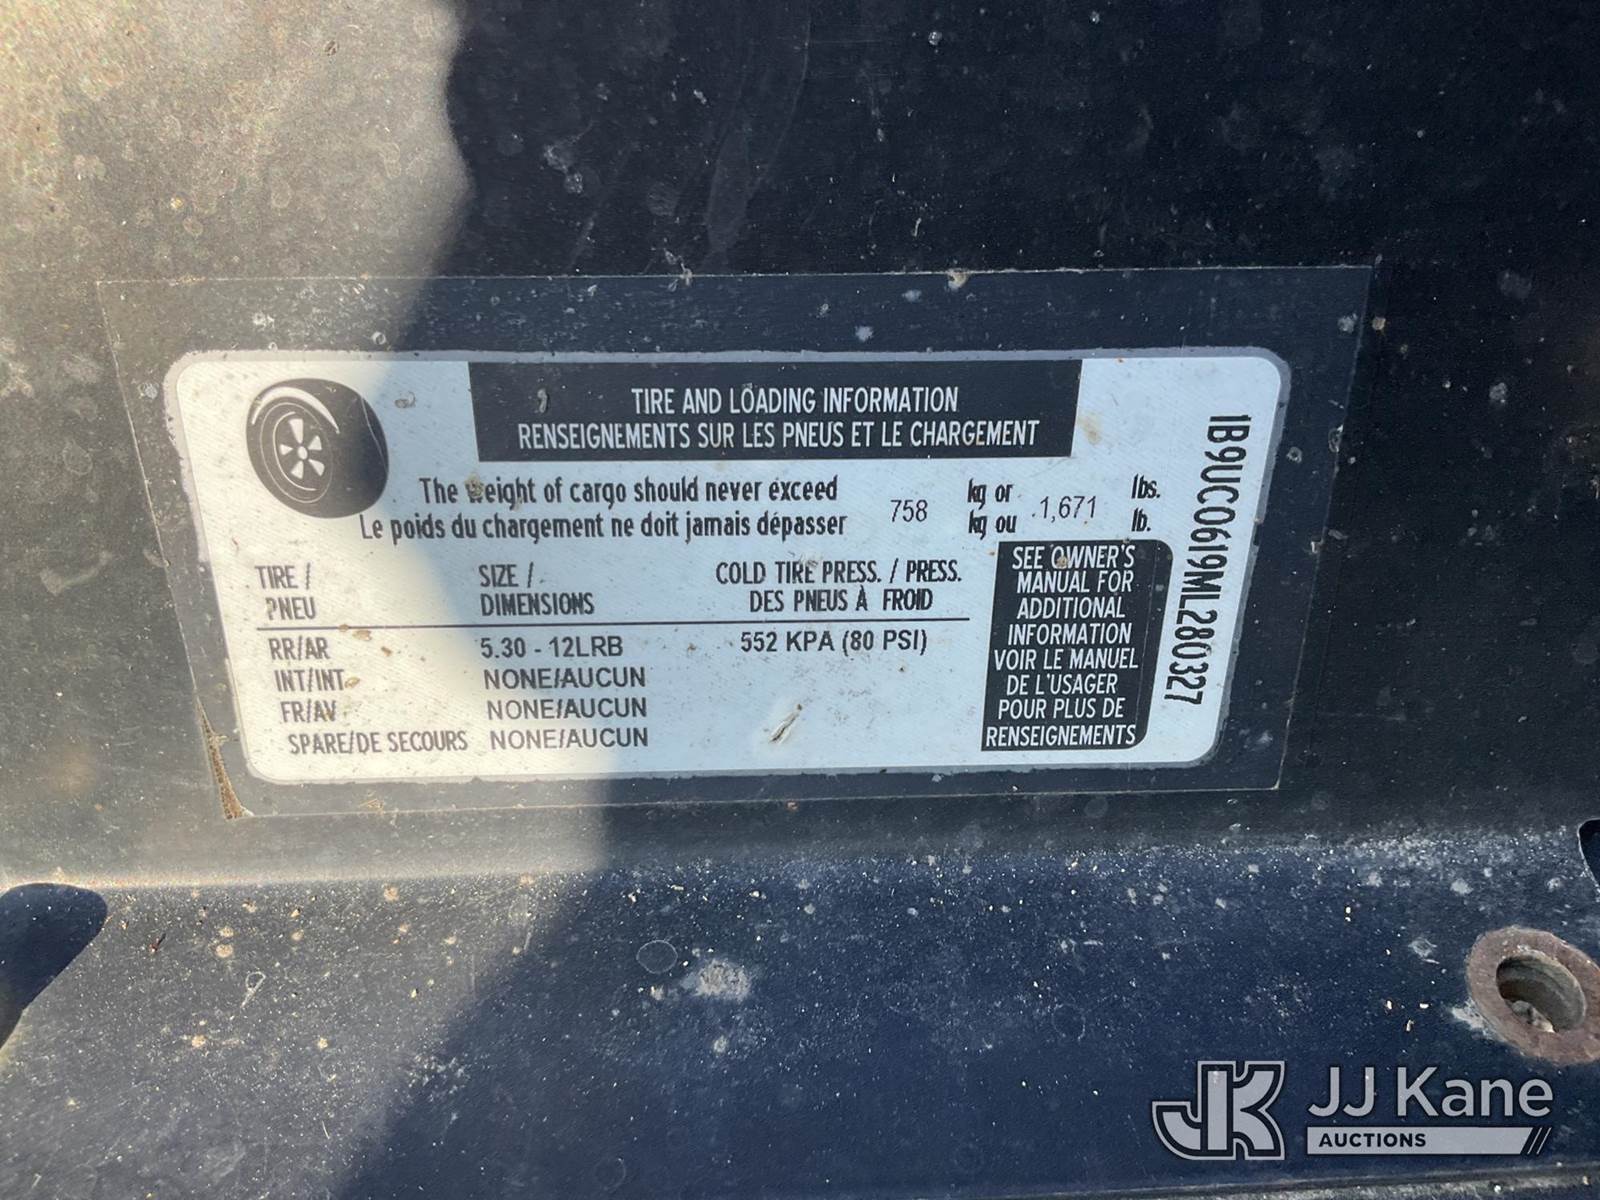 TIRE AND LOADING INFORMATION
RENSEIGNEMENTS SUR LES PNEUS ET LE CHARGEMENT
The weight of cargo should never exceed 758 kg or 1,671 lbs.
Le poids du chargement ne doit jamais dépasser kg ou lb.
TIRE / SIZE / COLD TIRE PRESS. / PRESS.
PNEU DIMENSIONS DES PNEUS À FROID
RR/AR 5.30 - 12LRB 552 KPA (80 PSI)
INT/INT NONE/AUCUN
FR/AV NONE/AUCUN
SPARE/DE SECOURS NONE/AUCUN
SEE OWNER'S
MANUAL FOR
ADDITIONAL
INFORMATION
VOIR LE MANUEL
DE L'USAGER
POUR PLUS DE
RENSEIGNEMENTS
1B9UC0619ML280327
JK JJ Kane
AUCTIONS